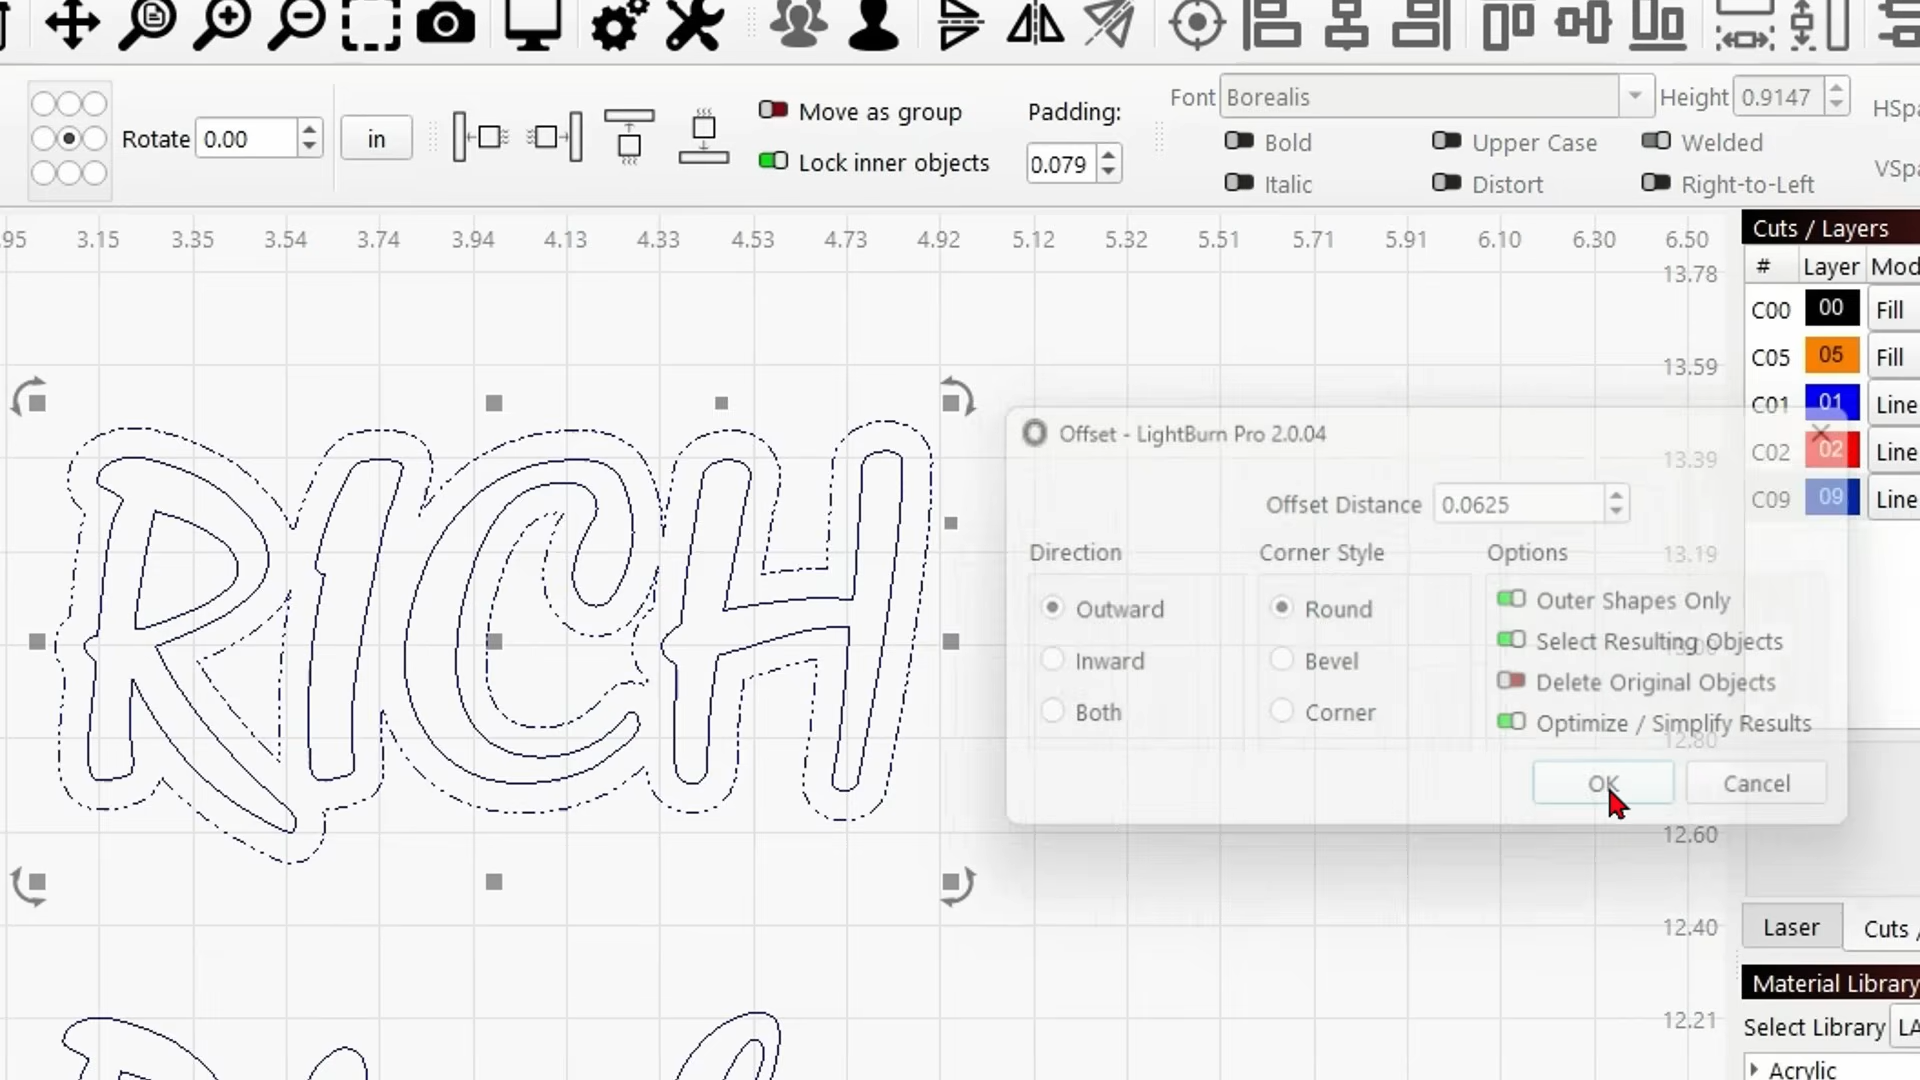 Font Borealis Height 0.9147
HSpa
Move as group Padding:
Rotate 0.00 in
Bold Upper Case Welded
Lock inner objects 0.079
VSpa
Italic Distort Right-to-Left
.95 3.15 3.35 3.54 3.74 3.94 4.13 4.33 4.53 4.73 4.92 5.12 5.32 5.51 5.71 5.91 6.10 6.30 6.50
Cuts / Layers
# Layer Mod
13.78
C00 00 Fill
C05 05 Fill
13.59
C01 01 Line
C02 02 Line
C09 09 Line
RICH
Offset - LightBurn Pro 2.0.04
13.39
Offset Distance 0.0625
Direction Corner Style Options
13.19
Outward Round Outer Shapes Only
Inward Bevel Select Resulting Objects
Both Corner Delete Original Objects
Optimize / Simplify Results
12.80
OK Cancel
12.60
12.40
Laser Cuts /
Material Library
12.21
Select Library LA
Acrylic